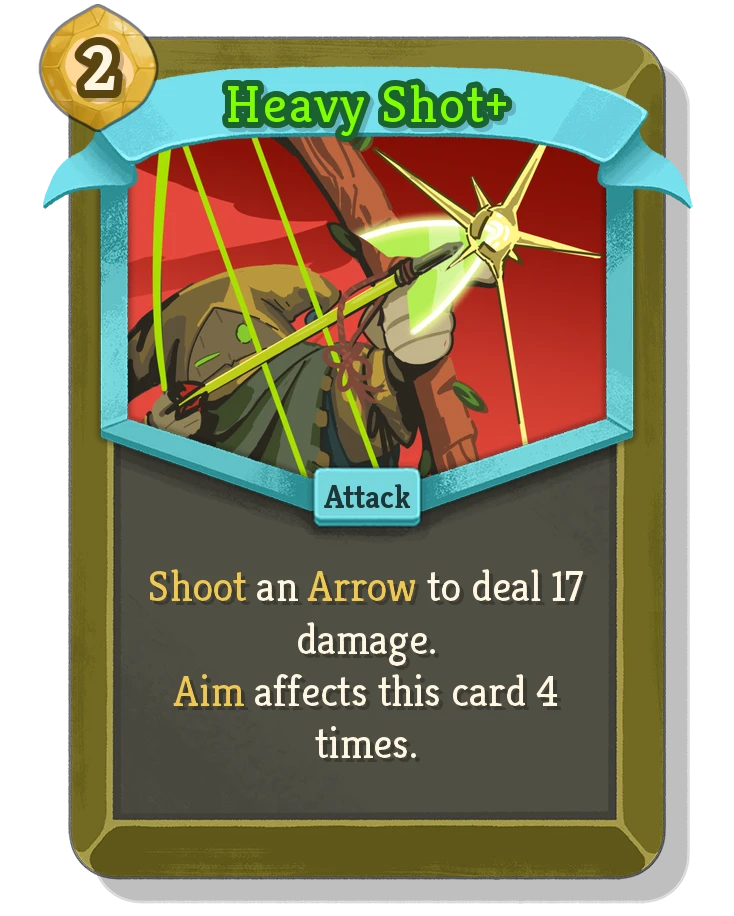 2
Heavy Shot+
Attack
Shoot an Arrow to deal 17
damage.
Aim affects this card 4
times.